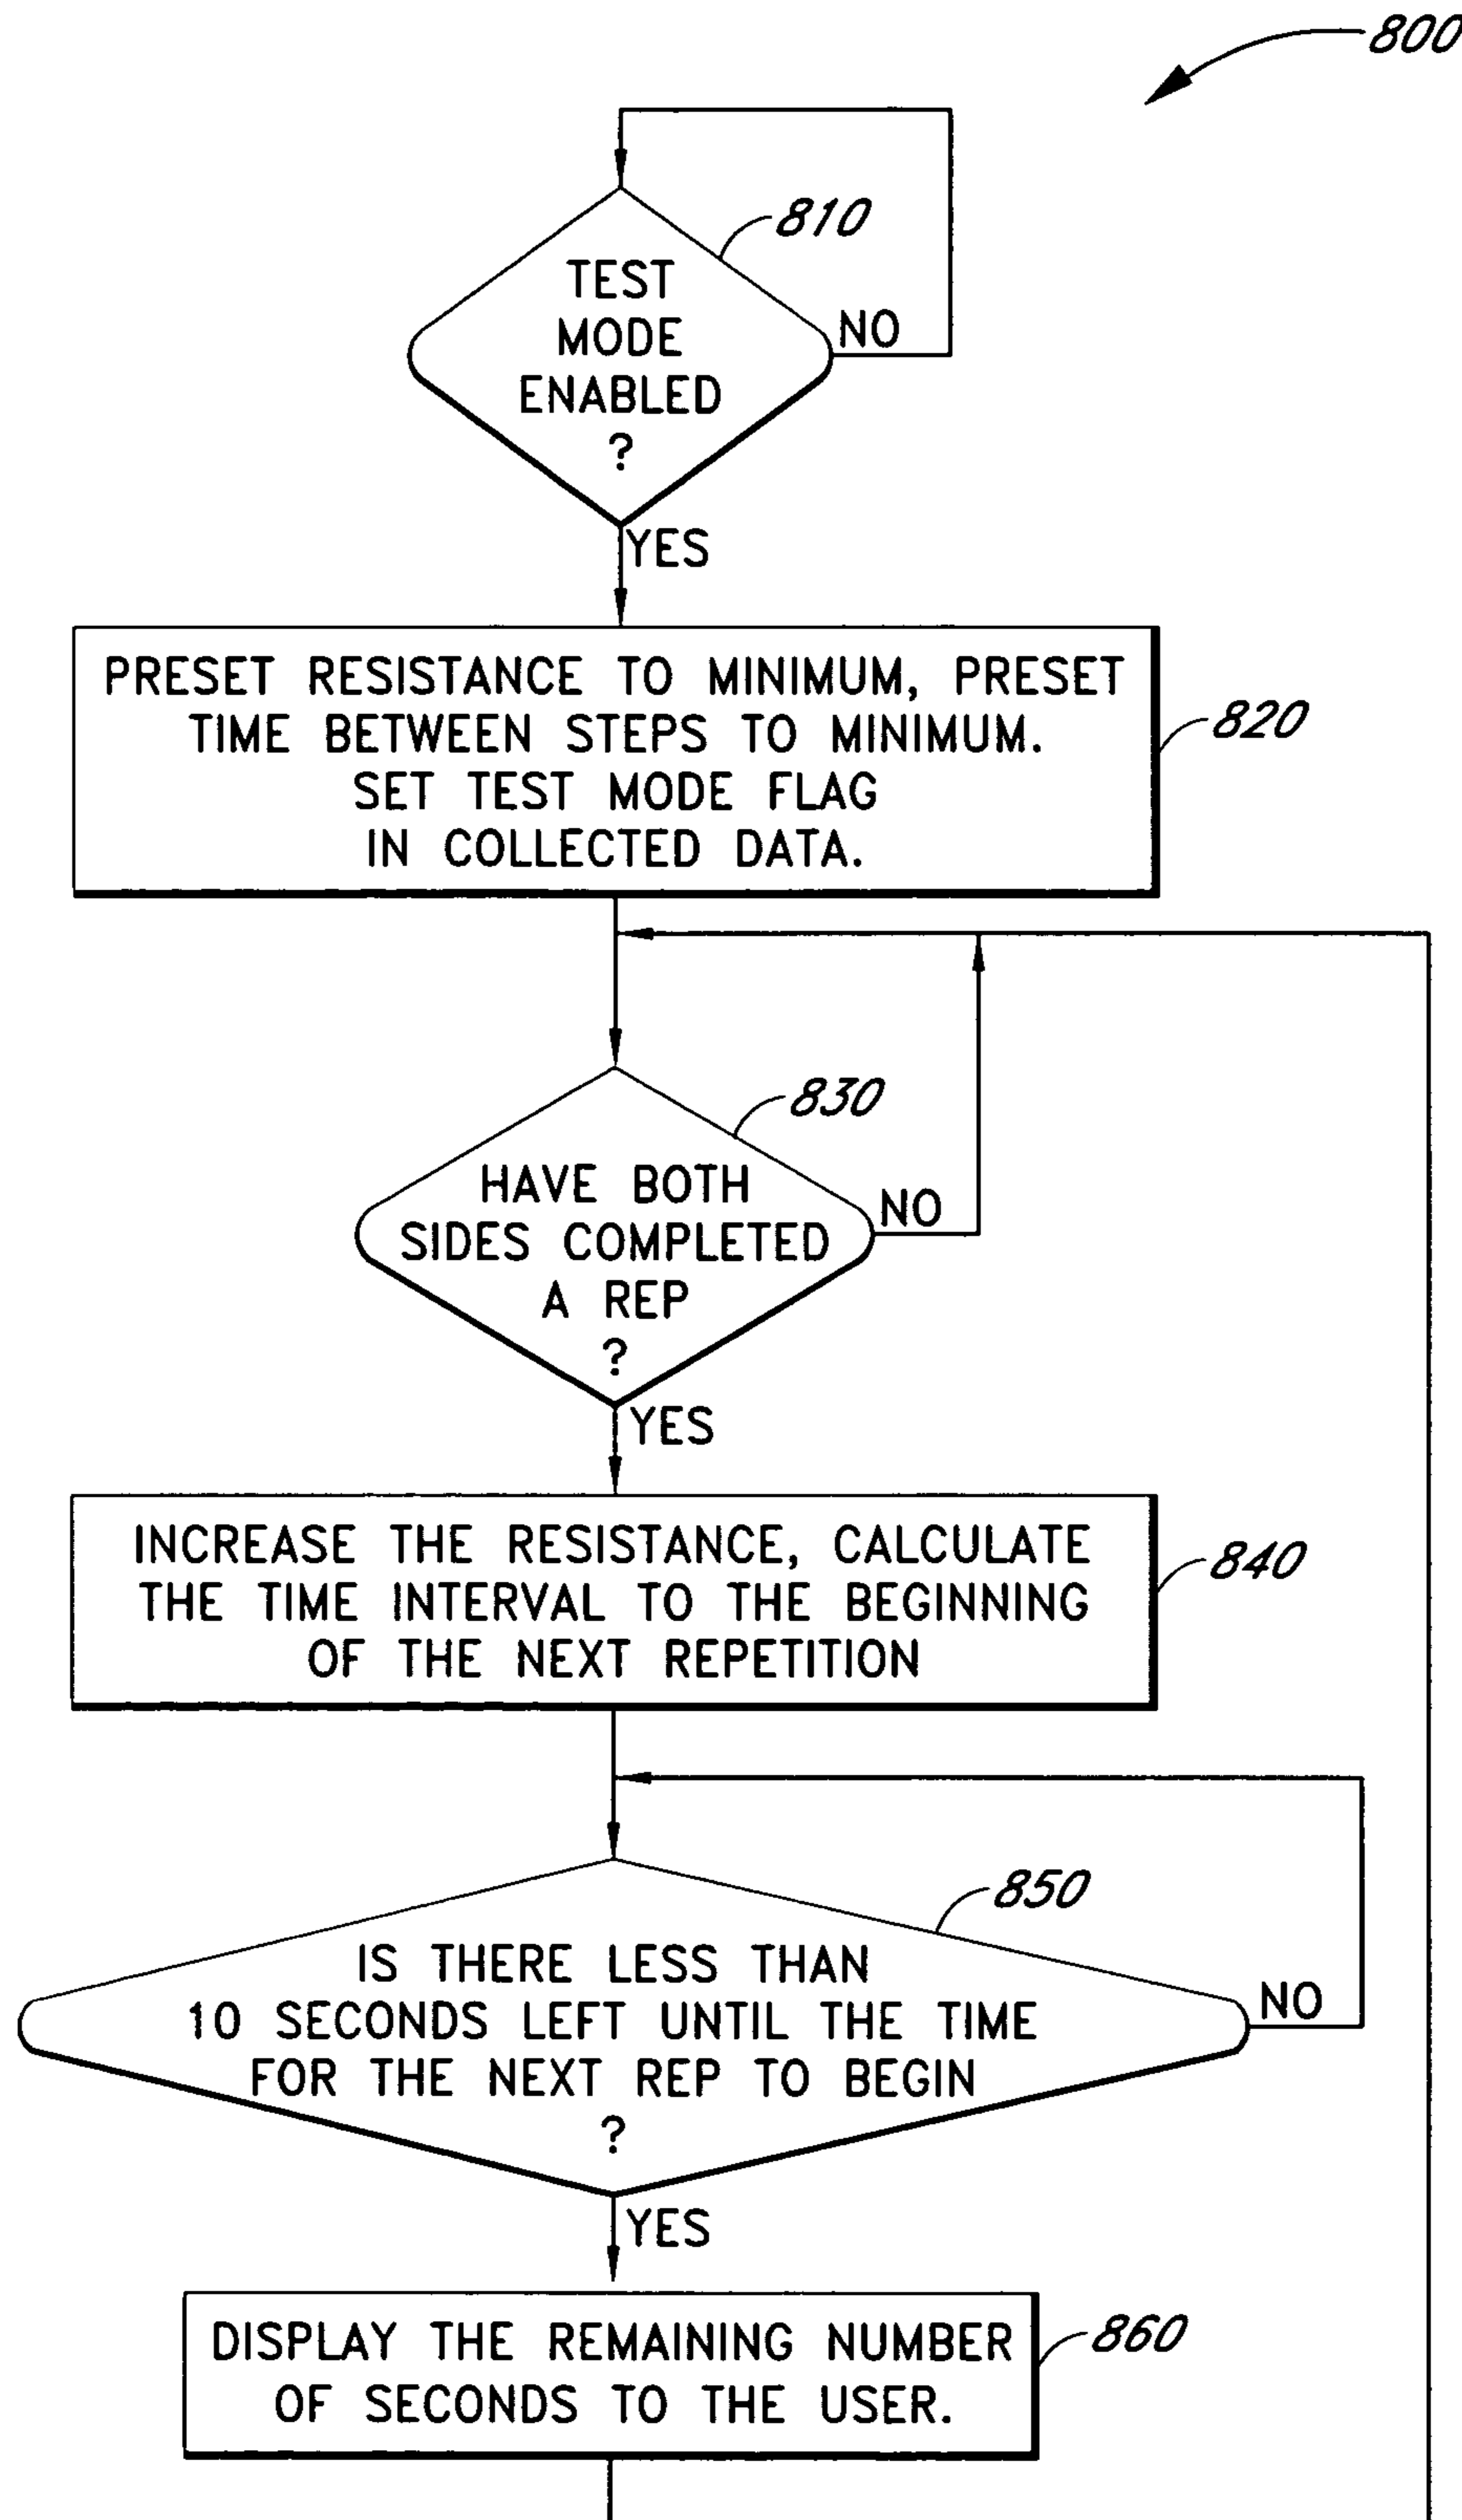 800
810
TEST
MODE
ENABLED
?
NO
YES
PRESET RESISTANCE TO MINIMUM, PRESET
TIME BETWEEN STEPS TO MINIMUM.
SET TEST MODE FLAG
IN COLLECTED DATA.
820
830
HAVE BOTH
SIDES COMPLETED
A REP
?
NO
YES
INCREASE THE RESISTANCE, CALCULATE
THE TIME INTERVAL TO THE BEGINNING
OF THE NEXT REPETITION
840
850
IS THERE LESS THAN
10 SECONDS LEFT UNTIL THE TIME
FOR THE NEXT REP TO BEGIN
?
NO
YES
DISPLAY THE REMAINING NUMBER
OF SECONDS TO THE USER.
860